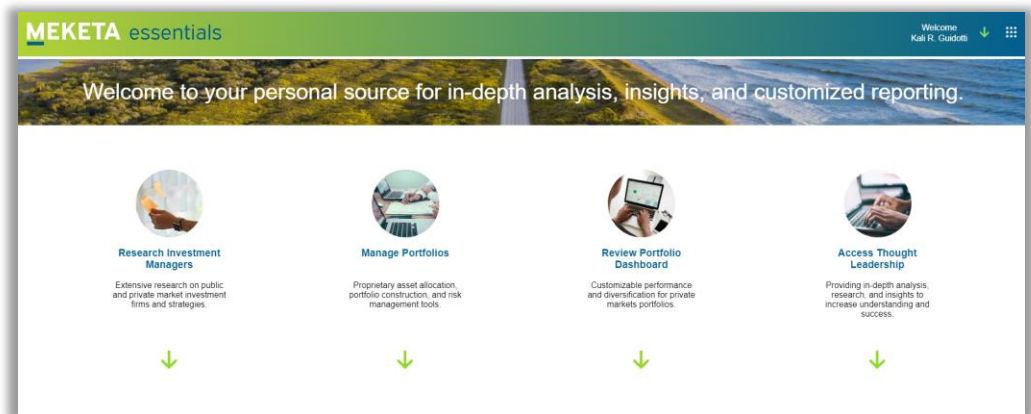 MEKETA essentials
Welcome
Kali R. Guidotti
Welcome to your personal source for in-depth analysis, insights, and customized reporting.
Research Investment
Managers
Extensive research on public
and private market investment
firms and strategies.
Manage Portfolios
Proprietary asset allocation,
portfolio construction, and risk
management tools.
Review Portfolio
Dashboard
Customizable performance
and diversification for private
markets portfolios.
Access Thought
Leadership
Providing in-depth analysis,
research, and insights to
increase understanding and
success.